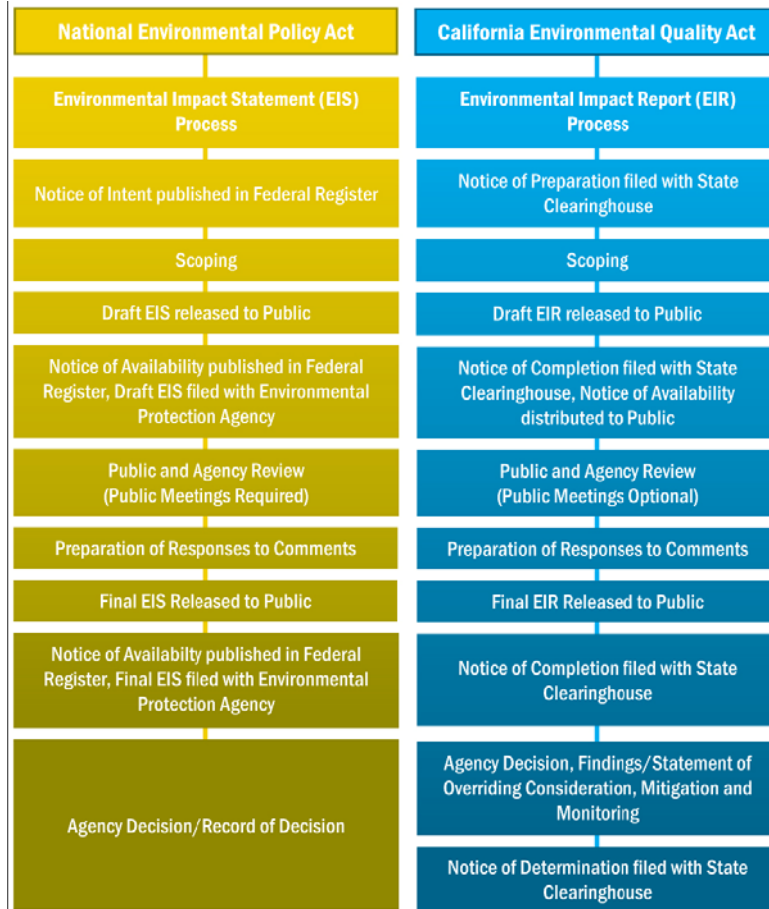 National Environmental Policy Act
Environmental Impact Statement (EIS)
Process
Notice of Intent published in Federal Register
Scoping
Draft EIS released to Public
Notice of Availability published in Federal
Register, Draft EIS filed with Environmental
Protection Agency
Public and Agency Review
(Public Meetings Required)
Preparation of Responses to Comments
Final EIS Released to Public
Notice of Availabilty published in Federal
Register, Final EIS filed with Environmental
Protection Agency
Agency Decision/Record of Decision
California Environmental Quality Act
Environmental Impact Report (EIR)
Process
Notice of Preparation filed with State
Clearinghouse
Scoping
Draft EIR released to Public
Notice of Completion filed with State
Clearinghouse, Notice of Availability
distributed to Public
Public and Agency Review
(Public Meetings Optional)
Preparation of Responses to Comments
Final EIR Released to Public
Notice of Completion filed with State
Clearinghouse
Agency Decision, Findings/Statement of
Overriding Consideration, Mitigation and
Monitoring
Notice of Determination filed with State
Clearinghouse